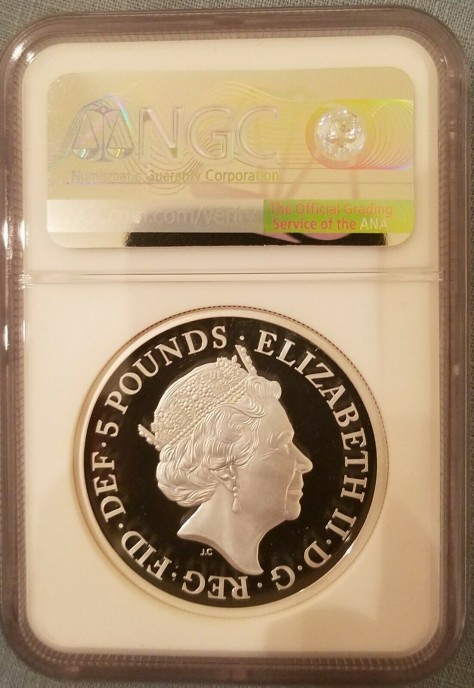 NGC
Numismatic Guaranty Corporation
.com/verify
The Official Grading
Service of the ANA
ELIZABETH II · D · G · REG · FID · DEF · 5 POUNDS ·
J.C